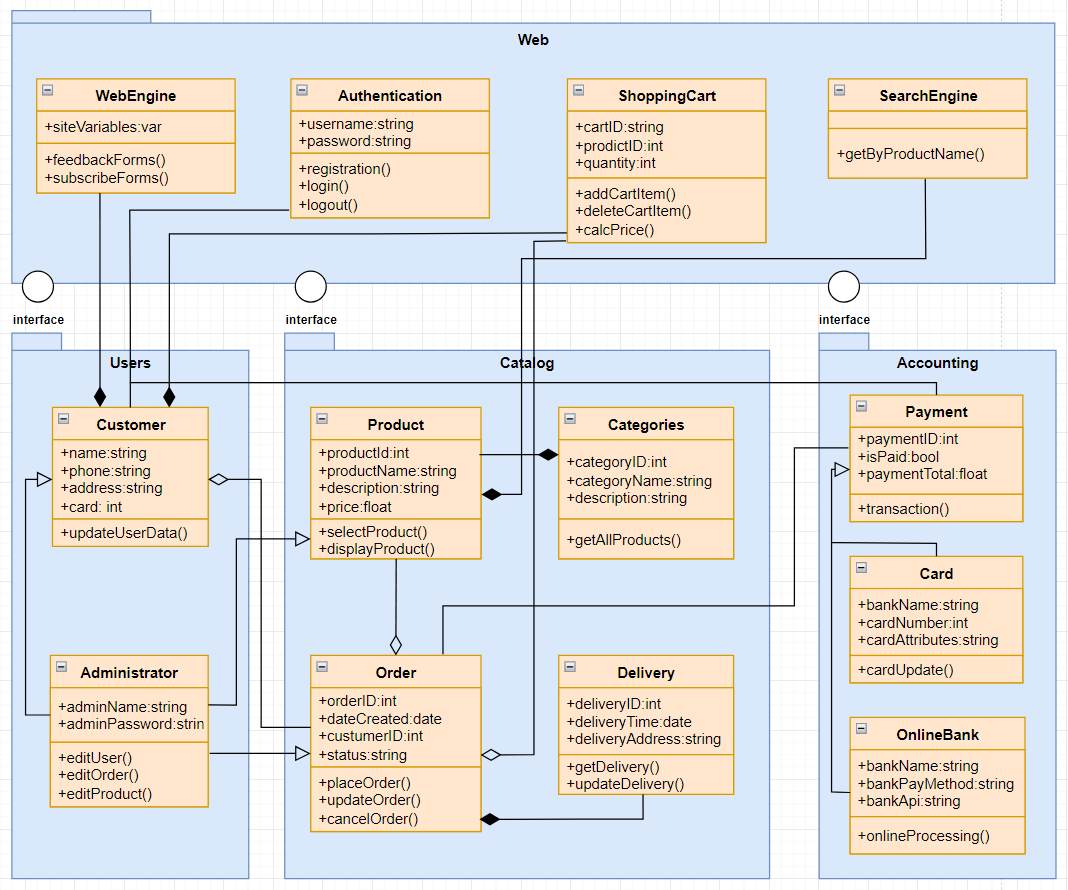 Web
WebEngine
+siteVariables:var
+feedbackForms()
+subscribeForms()
Authentication
+username:string
+password:string
+registration()
+login()
+logout()
ShoppingCart
+cartID:string
+prodictID:int
+quantity:int
+addCartItem()
+deleteCartItem()
+calcPrice()
SearchEngine
+getByProductName()
interface
interface
interface
Users
Customer
+name:string
+phone:string
+address:string
+card: int
+updateUserData()
Administrator
+adminName:string
+adminPassword:strin
+editUser()
+editOrder()
+editProduct()
Catalog
Product
+productId:int
+productName:string
+description:string
+price:float
+selectProduct()
+displayProduct()
Categories
+categoryID:int
+categoryName:string
+description:string
+getAllProducts()
Order
+orderID:int
+dateCreated:date
+custumerID:int
+status:string
+placeOrder()
+updateOrder()
+cancelOrder()
Delivery
+deliveryID:int
+deliveryTime:date
+deliveryAddress:string
+getDelivery()
+updateDelivery()
Accounting
Payment
+paymentID:int
+isPaid:bool
+paymentTotal:float
+transaction()
Card
+bankName:string
+cardNumber:int
+cardAttributes:string
+cardUpdate()
OnlineBank
+bankName:string
+bankPayMethod:string
+bankApi:string
+onlineProcessing()